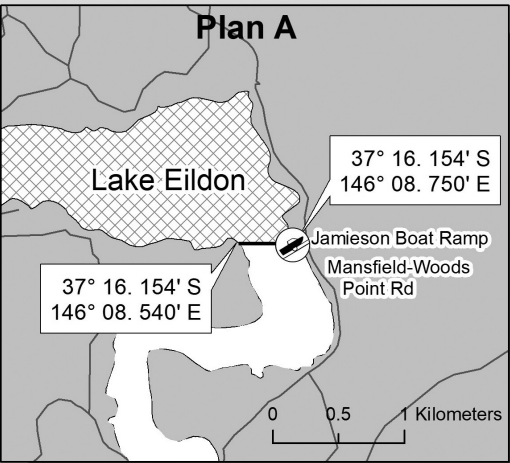 Plan A
Lake Eildon
37° 16. 154' S
146° 08. 750' E
Jamieson Boat Ramp
Mansfield-Woods
Point Rd
37° 16. 154' S
146° 08. 540' E
0 0.5 1 Kilometers